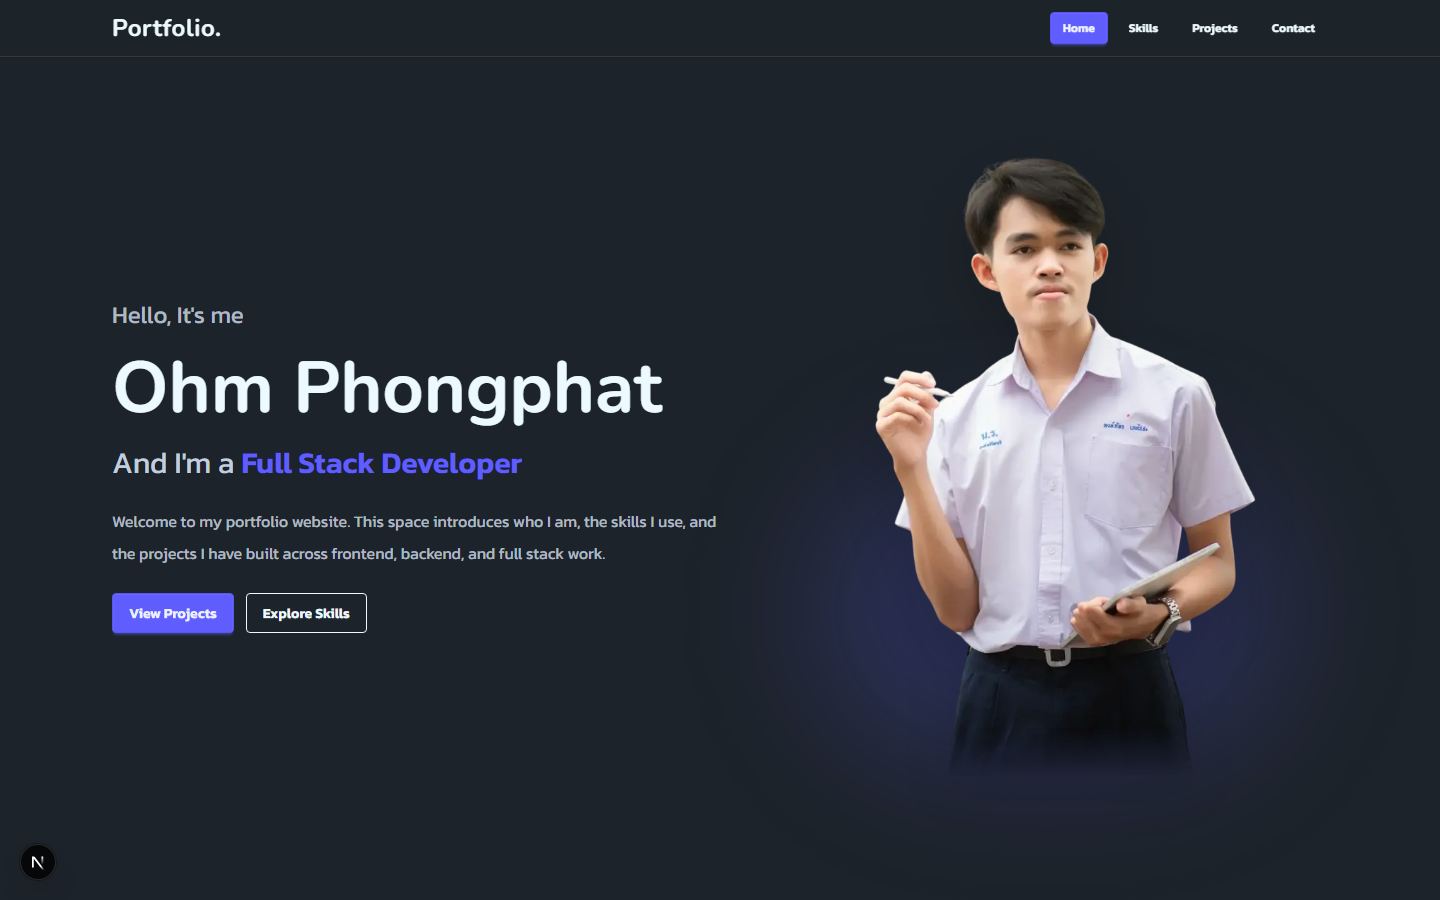 Portfolio.
Home
Skills
Projects
Contact
Hello, It's me
Ohm Phongphat
And I'm a Full Stack Developer
Welcome to my portfolio website. This space introduces who I am, the skills I use, and
the projects I have built across frontend, backend, and full stack work.
View Projects
Explore Skills
N